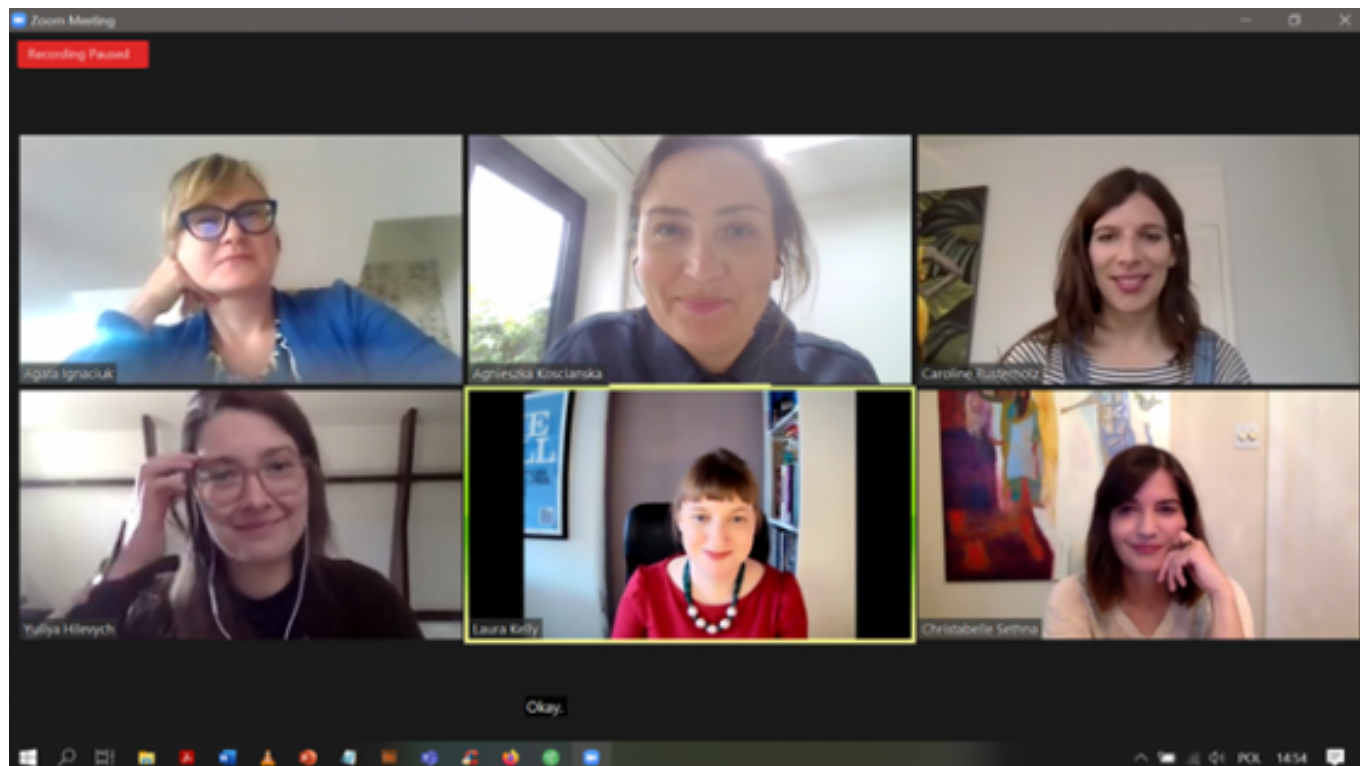 Zoom Meeting
Recording Paused
Agata Ignaciuk
Agnieszka Koscianska
Caroline Rusterholz
Yuliya Hilevych
Laura Kelly
Christabelle Sethna
Okay.
POL 14:54